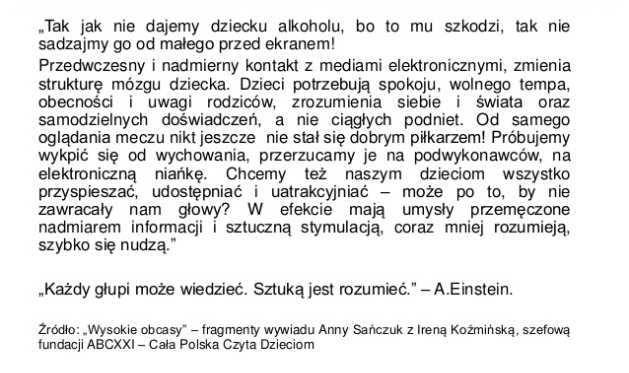 „Tak jak nie dajemy dziecku alkoholu, bo to mu szkodzi, tak nie
sadzajmy go od małego przed ekranem!
Przedwczesny i nadmierny kontakt z mediami elektronicznymi, zmienia
strukturę mózgu dziecka. Dzieci potrzebują spokoju, wolnego tempa,
obecności i uwagi rodziców, zrozumienia siebie i świata oraz
samodzielnych doświadczeń, a nie ciągłych podniet. Od samego
oglądania meczu nikt jeszcze nie stał się dobrym piłkarzem! Próbujemy
wykpić się od wychowania, przerzucamy je na podwykonawców, na
elektroniczną niańkę. Chcemy też naszym dzieciom wszystko
przyspieszać, udostępniać i uatrakcyjniać – może po to, by nie
zawracały nam głowy? W efekcie mają umysły przemęczone
nadmiarem informacji i sztuczną stymulacją, coraz mniej rozumieją,
szybko się nudzą.”
„Każdy głupi może wiedzieć. Sztuką jest rozumieć.” – A.Einstein.
Źródło: „Wysokie obcasy” – fragmenty wywiadu Anny Sańczuk z Ireną Koźmińską, szefową
fundacji ABCXXI – Cała Polska Czyta Dzieciom